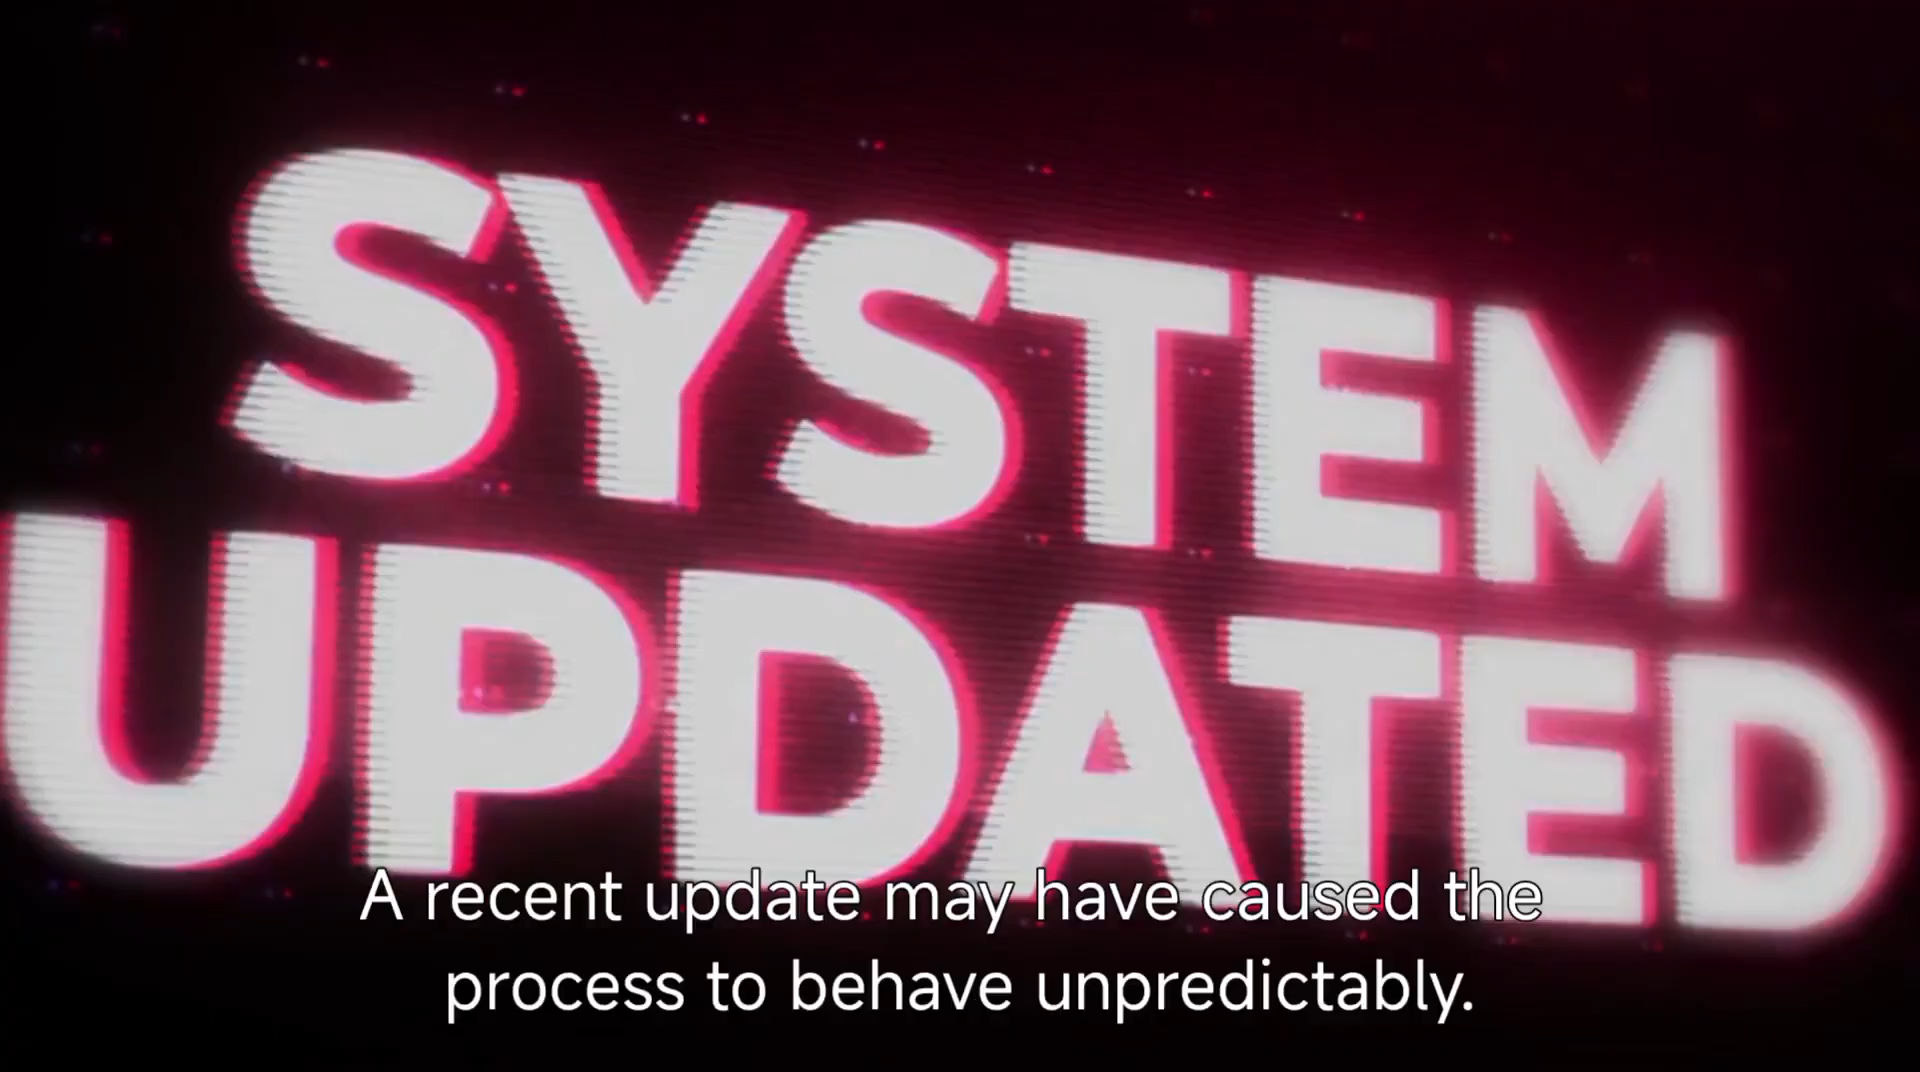 SYSTEM
UPDATED
A recent update may have caused the
process to behave unpredictably.